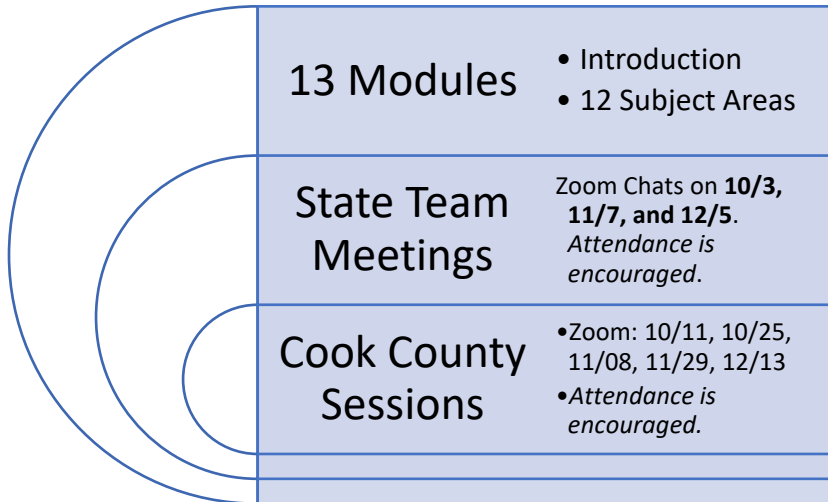 13 Modules
• Introduction
• 12 Subject Areas
State Team
Meetings
Zoom Chats on 10/3,
11/7, and 12/5.
Attendance is
encouraged.
Cook County
Sessions
•Zoom: 10/11, 10/25,
11/08, 11/29, 12/13
•Attendance is
encouraged.